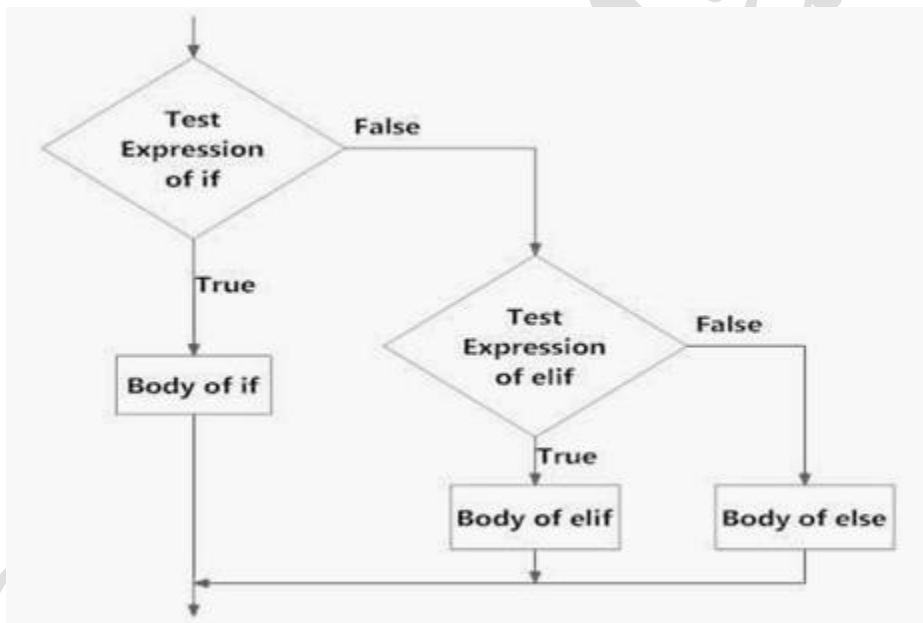 Test
Expression
of if
False
True
Body of if
Test
Expression
of elif
False
True
Body of elif
Body of else